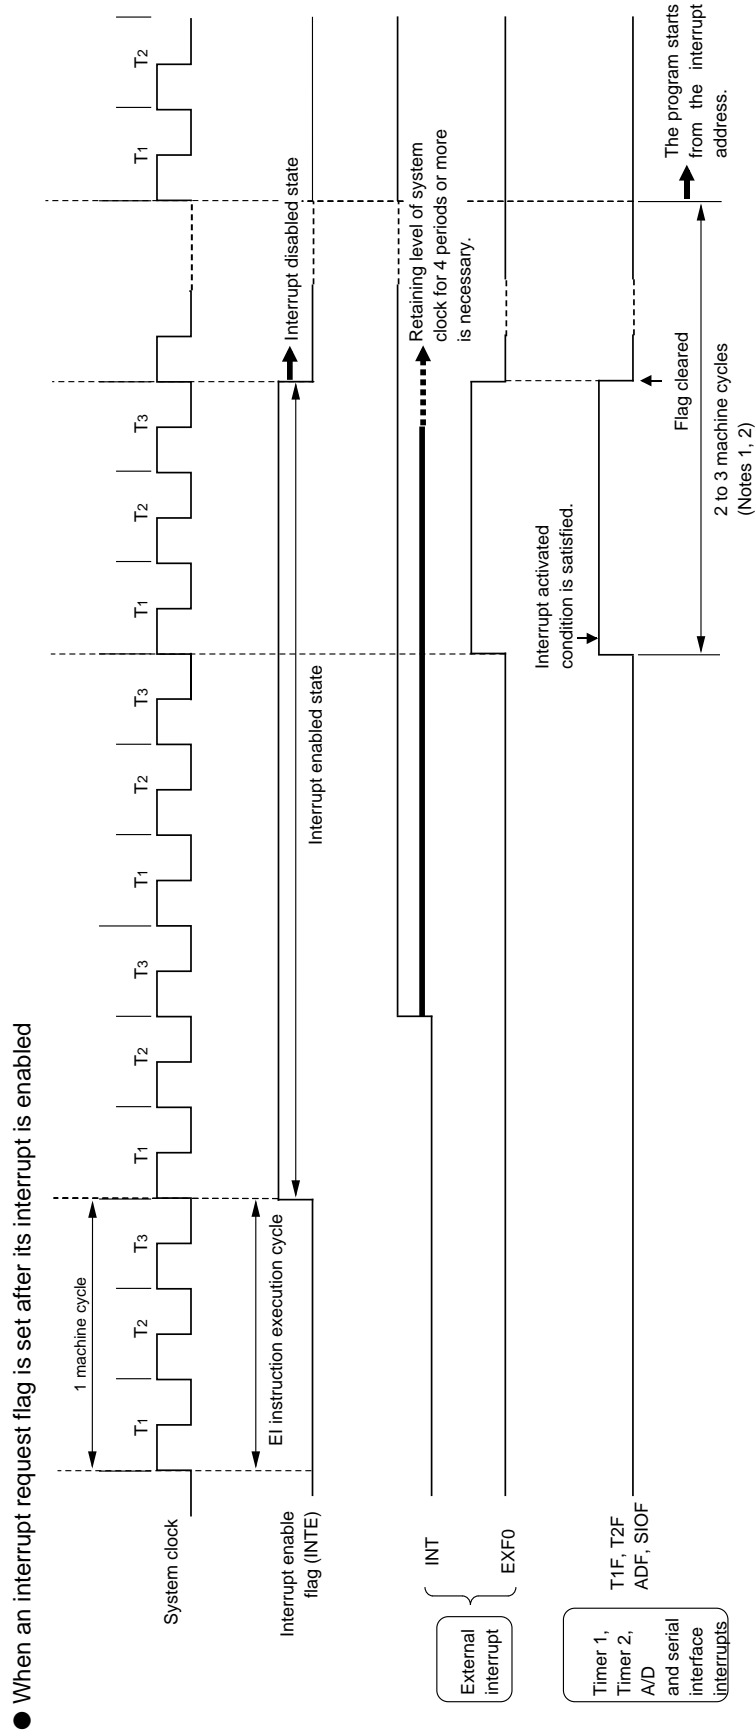 ● When an interrupt request flag is set after its interrupt is enabled
1 machine cycle
T1
T2
T3
T1
T2
T3
T1
T2
T3
T1
T2
T3
T1
T2
System clock
EI instruction execution cycle
Interrupt enable
flag (INTE)
Interrupt enabled state
Interrupt disabled state
External
interrupt
INT
Retaining level of system
clock for 4 periods or more
is necessary.
EXF0
Interrupt activated
condition is satisfied.
Timer 1,
Timer 2,
A/D
and serial
interface
interrupts
T1F, T2F
ADF, SIOF
Flag cleared
2 to 3 machine cycles
(Notes 1, 2)
The program starts
from the interrupt
address.